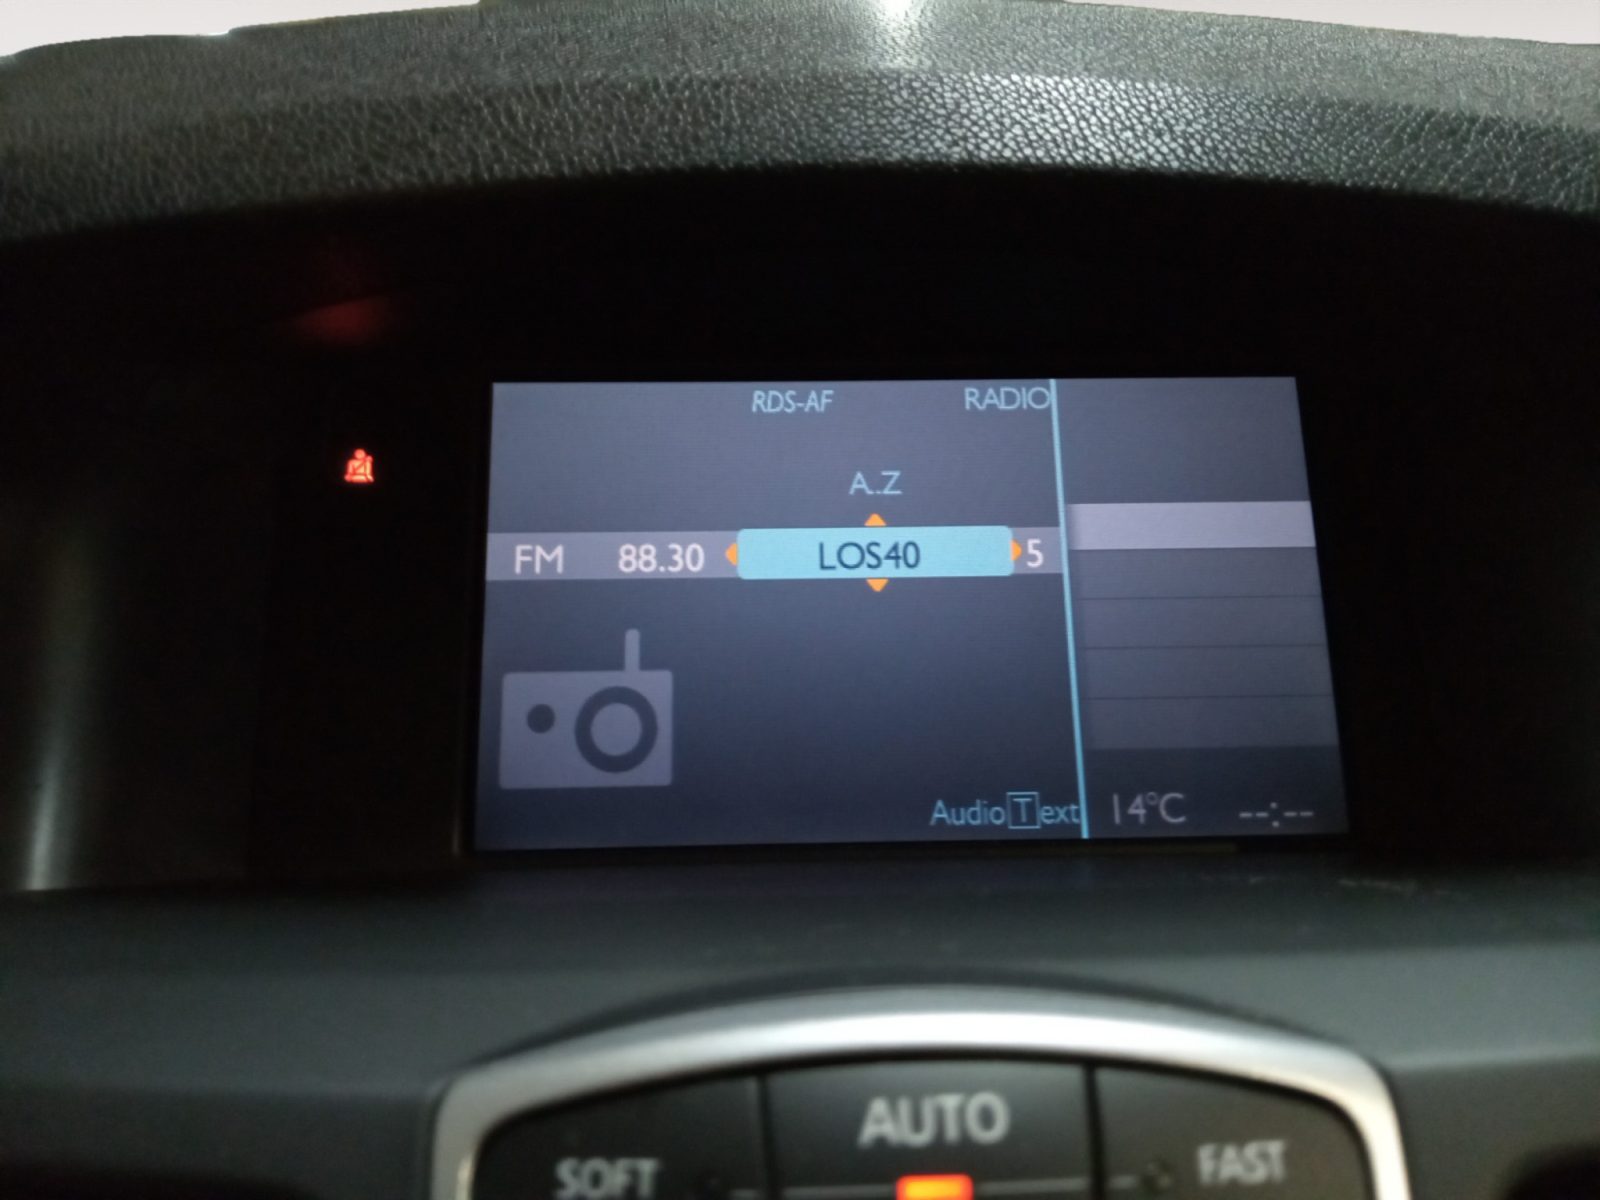 RDS-AF RADIO
A..Z
FM 88.30 LOS40 5
AudioText 14°C --:--
AUTO
SOFT FAST